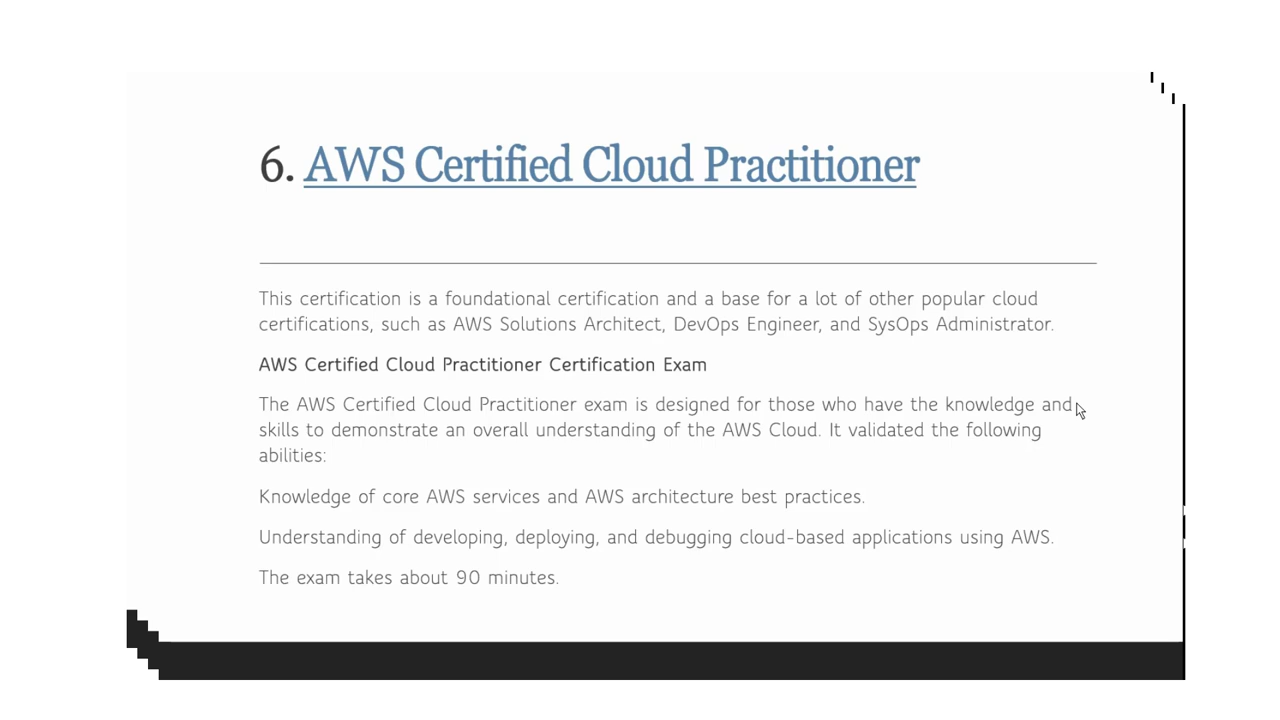 6. AWS Certified Cloud Practitioner
This certification is a foundational certification and a base for a lot of other popular cloud
certifications, such as AWS Solutions Architect, DevOps Engineer, and SysOps Administrator.
AWS Certified Cloud Practitioner Certification Exam
The AWS Certified Cloud Practitioner exam is designed for those who have the knowledge and
skills to demonstrate an overall understanding of the AWS Cloud. It validated the following
abilities:
Knowledge of core AWS services and AWS architecture best practices.
Understanding of developing, deploying, and debugging cloud-based applications using AWS.
The exam takes about 90 minutes.